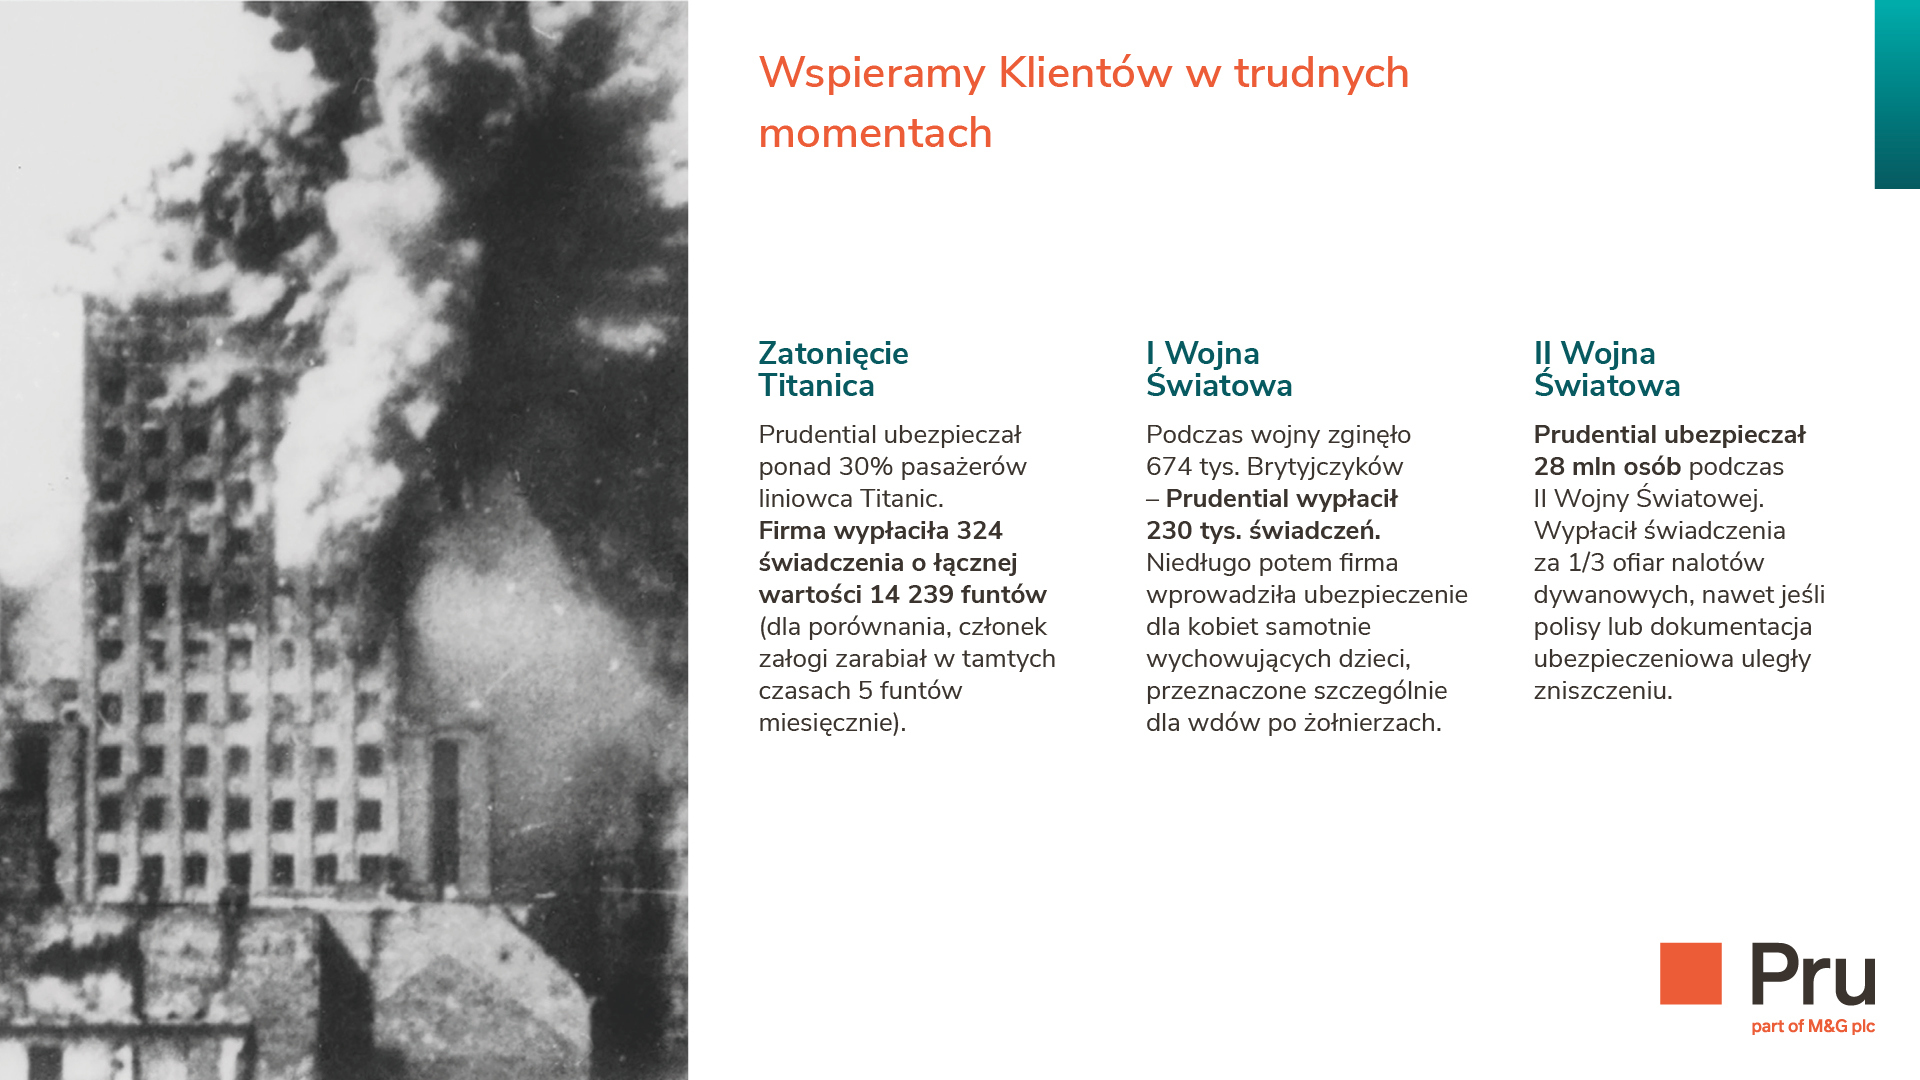 Wspieramy Klientów w trudnych
momentach
Zatonięcie
Titanica
Prudential ubezpieczał
ponad 30% pasażerów
liniowca Titanic.
Firma wypłaciła 324
świadczenia o łącznej
wartości 14 239 funtów
(dla porównania, członek
załogi zarabiał w tamtych
czasach 5 funtów
miesięcznie).
I Wojna
Światowa
Podczas wojny zginęło
674 tys. Brytyjczyków
– Prudential wypłacił
230 tys. świadczeń.
Niedługo potem firma
wprowadziła ubezpieczenie
dla kobiet samotnie
wychowujących dzieci,
przeznaczone szczególnie
dla wdów po żołnierzach.
II Wojna
Światowa
Prudential ubezpieczał
28 mln osób podczas
II Wojny Światowej.
Wypłacił świadczenia
za 1/3 ofiar nalotów
dywanowych, nawet jeśli
polisy lub dokumentacja
ubezpieczeniowa uległy
zniszczeniu.
Pru
part of M&G plc